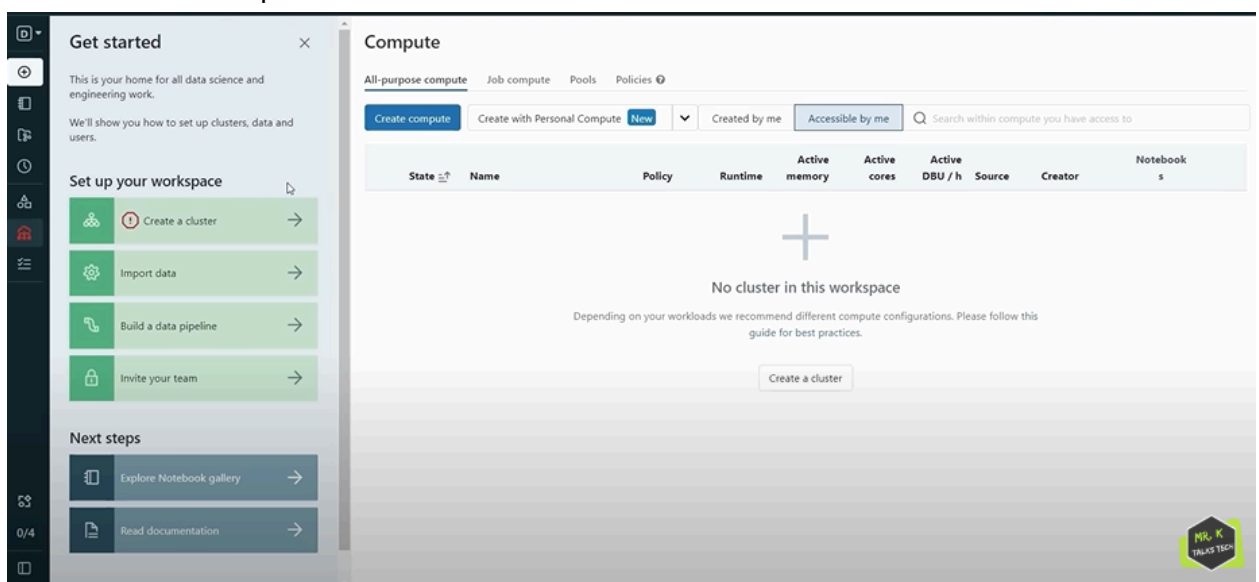 D
Get started
This is your home for all data science and
engineering work.
We'll show you how to set up clusters, data and
users.
Set up your workspace
Create a cluster
Import data
Build a data pipeline
Invite your team
Next steps
Explore Notebook gallery
Read documentation
0/4
Compute
All-purpose compute Job compute Pools Policies
Create compute Create with Personal Compute New Created by me Accessible by me Search within compute you have access to
State Name Policy Runtime Active memory Active cores Active DBU / h Source Creator Notebook s
No cluster in this workspace
Depending on your workloads we recommend different compute configurations. Please follow this
guide for best practices.
Create a cluster
MR. K
TALKS TECH